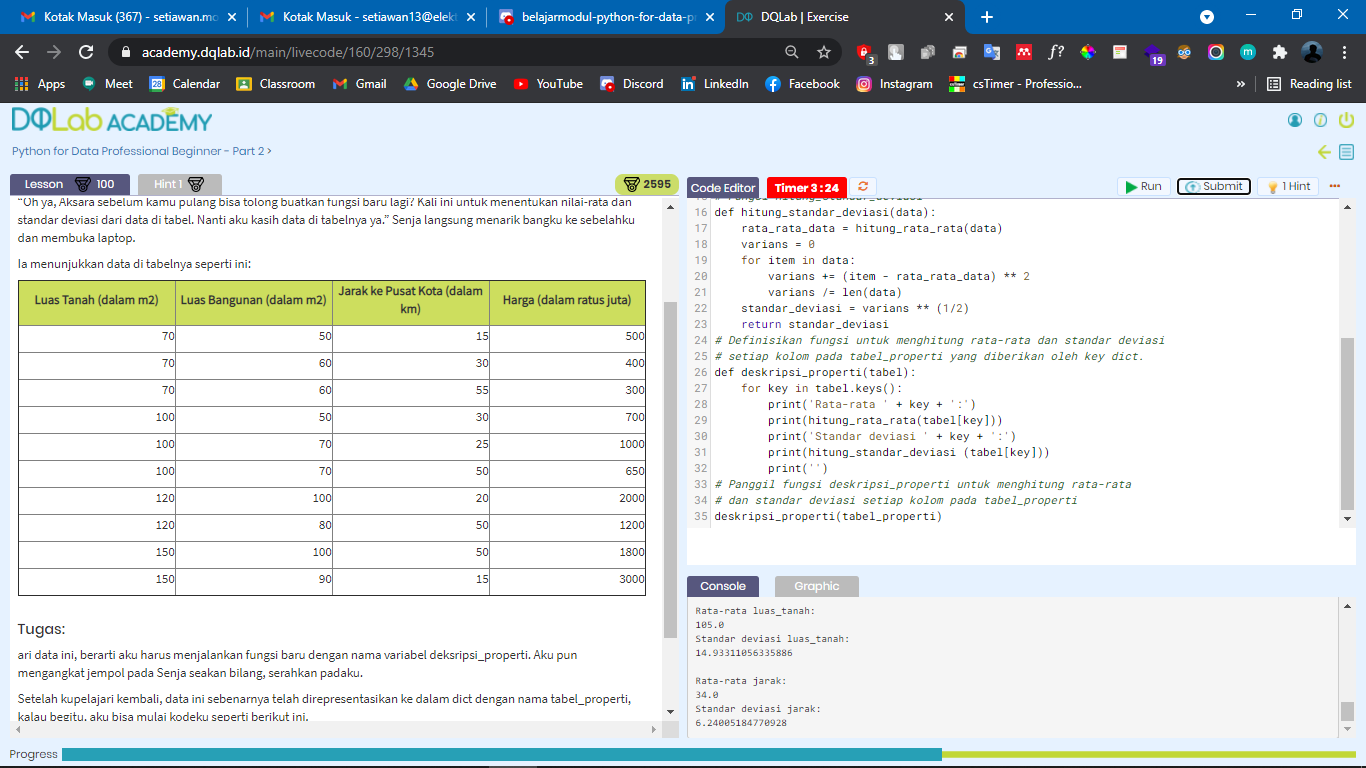 Kotak Masuk (367) - setiawan.mo
Kotak Masuk - setiawan13@elekt
belajarmodul-python-for-data-p
DQLab | Exercise
academy.dqlab.id/main/livecode/160/298/1345
3
19
Apps
Meet
28
Calendar
Classroom
Gmail
Google Drive
YouTube
Discord
LinkedIn
Facebook
Instagram
csTimer - Professio...
»
Reading list
DQLab ACADEMY
Python for Data Professional Beginner - Part 2 >
Lesson 100
Hint 1
2595
Code Editor
Timer 3 : 24
Run
Submit
1 Hint
"Oh ya, Aksara sebelum kamu pulang bisa tolong buatkan fungsi baru lagi? Kali ini untuk menentukan nilai-rata dan
standar deviasi dari data di tabel. Nanti aku kasih data di tabelnya ya." Senja langsung menarik bangku ke sebelahku
dan membuka laptop.
Ia menunjukkan data di tabelnya seperti ini:
Luas Tanah (dalam m2) Luas Bangunan (dalam m2) Jarak ke Pusat Kota (dalam km) Harga (dalam ratus juta)
70 50 15 500
70 60 30 400
70 60 55 300
100 50 30 700
100 70 25 1000
100 70 50 650
120 100 20 2000
120 80 50 1200
150 100 50 1800
150 90 15 3000
Tugas:
ari data ini, berarti aku harus menjalankan fungsi baru dengan nama variabel deksripsi_properti. Aku pun
mengangkat jempol pada Senja seakan bilang, serahkan padaku.
Setelah kupelajari kembali, data ini sebenarnya telah direpresentasikan ke dalam dict dengan nama tabel_properti,
kalau begitu, aku bisa mulai kodeku seperti berikut ini.
15 # Fungsi hitung_standar_deviasi
16 def hitung_standar_deviasi(data):
17 rata_rata_data = hitung_rata_rata(data)
18 varians = 0
19 for item in data:
20 varians += (item - rata_rata_data) ** 2
21 varians /= len(data)
22 standar_deviasi = varians ** (1/2)
23 return standar_deviasi
24 # Definisikan fungsi untuk menghitung rata-rata dan standar deviasi
25 # setiap kolom pada tabel_properti yang diberikan oleh key dict.
26 def deskripsi_properti(tabel):
27 for key in tabel.keys():
28 print('Rata-rata ' + key + ':')
29 print(hitung_rata_rata(tabel[key]))
30 print('Standar deviasi ' + key + ':')
31 print(hitung_standar_deviasi (tabel[key]))
32 print('')
33 # Panggil fungsi deskripsi_properti untuk menghitung rata-rata
34 # dan standar deviasi setiap kolom pada tabel_properti
35 deskripsi_properti(tabel_properti)
Console
Graphic
Rata-rata luas_tanah:
105.0
Standar deviasi luas_tanah:
14.93311056335886
Rata-rata jarak:
34.0
Standar deviasi jarak:
6.24005184770928
Progress